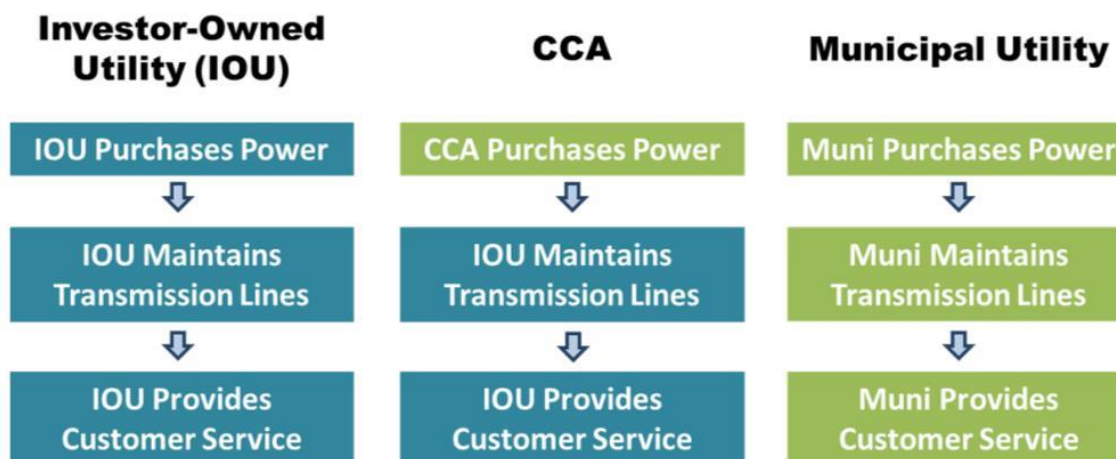 Investor-Owned
Utility (IOU)
CCA
Municipal Utility
IOU Purchases Power
CCA Purchases Power
Muni Purchases Power
IOU Maintains
Transmission Lines
IOU Maintains
Transmission Lines
Muni Maintains
Transmission Lines
IOU Provides
Customer Service
IOU Provides
Customer Service
Muni Provides
Customer Service